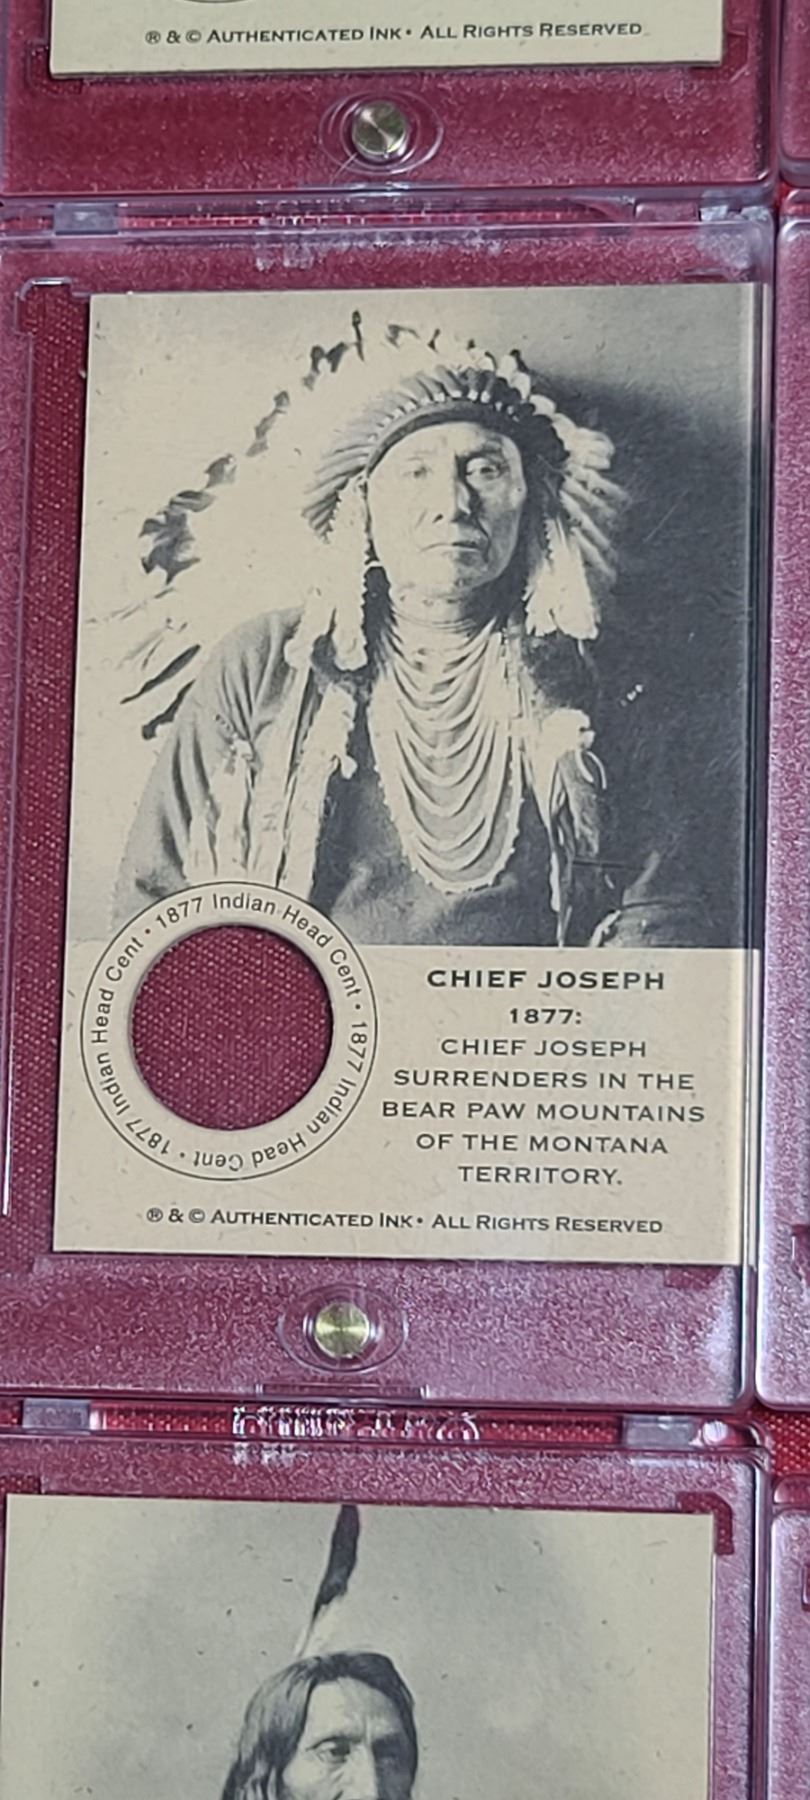 ® & © AUTHENTICATED INK • ALL RIGHTS RESERVED
1877 Indian Head Cent • 1877 Indian Head Cent • 1877 Indian Head Cent •
CHIEF JOSEPH
1877:
CHIEF JOSEPH
SURRENDERS IN THE
BEAR PAW MOUNTAINS
OF THE MONTANA
TERRITORY.
® & © AUTHENTICATED INK • ALL RIGHTS RESERVED